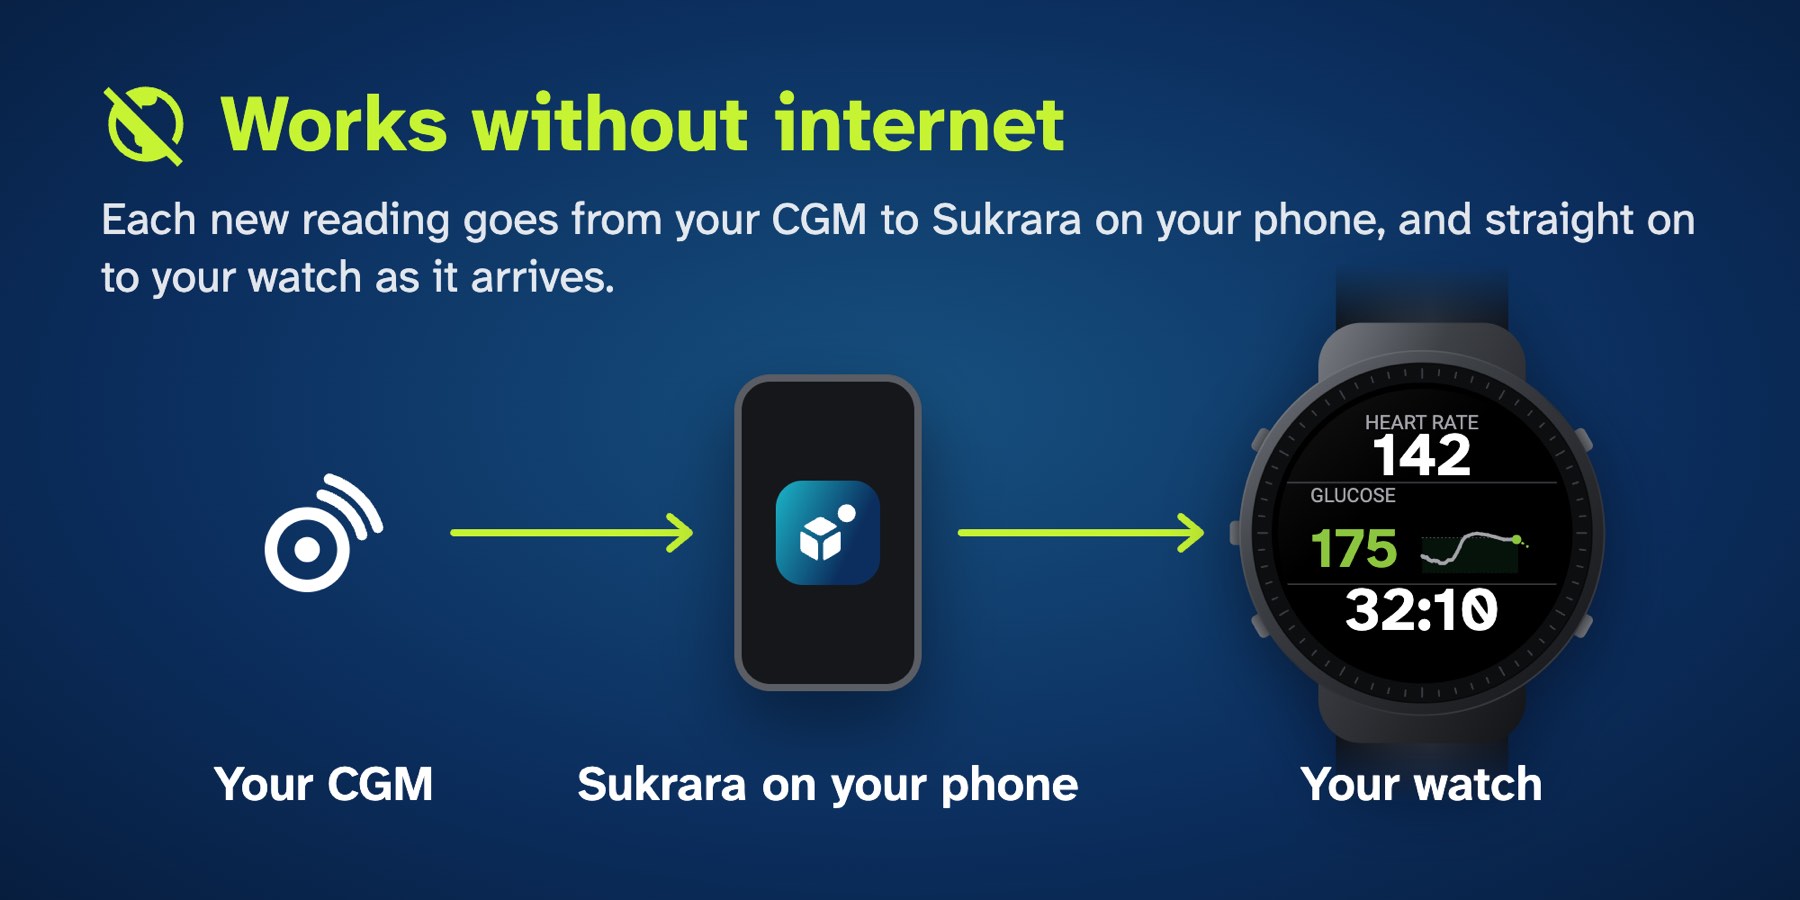 Works without internet
Each new reading goes from your CGM to Sukrara on your phone, and straight on
to your watch as it arrives.
HEART RATE
142
GLUCOSE
175
32:10
Your CGM
Sukrara on your phone
Your watch